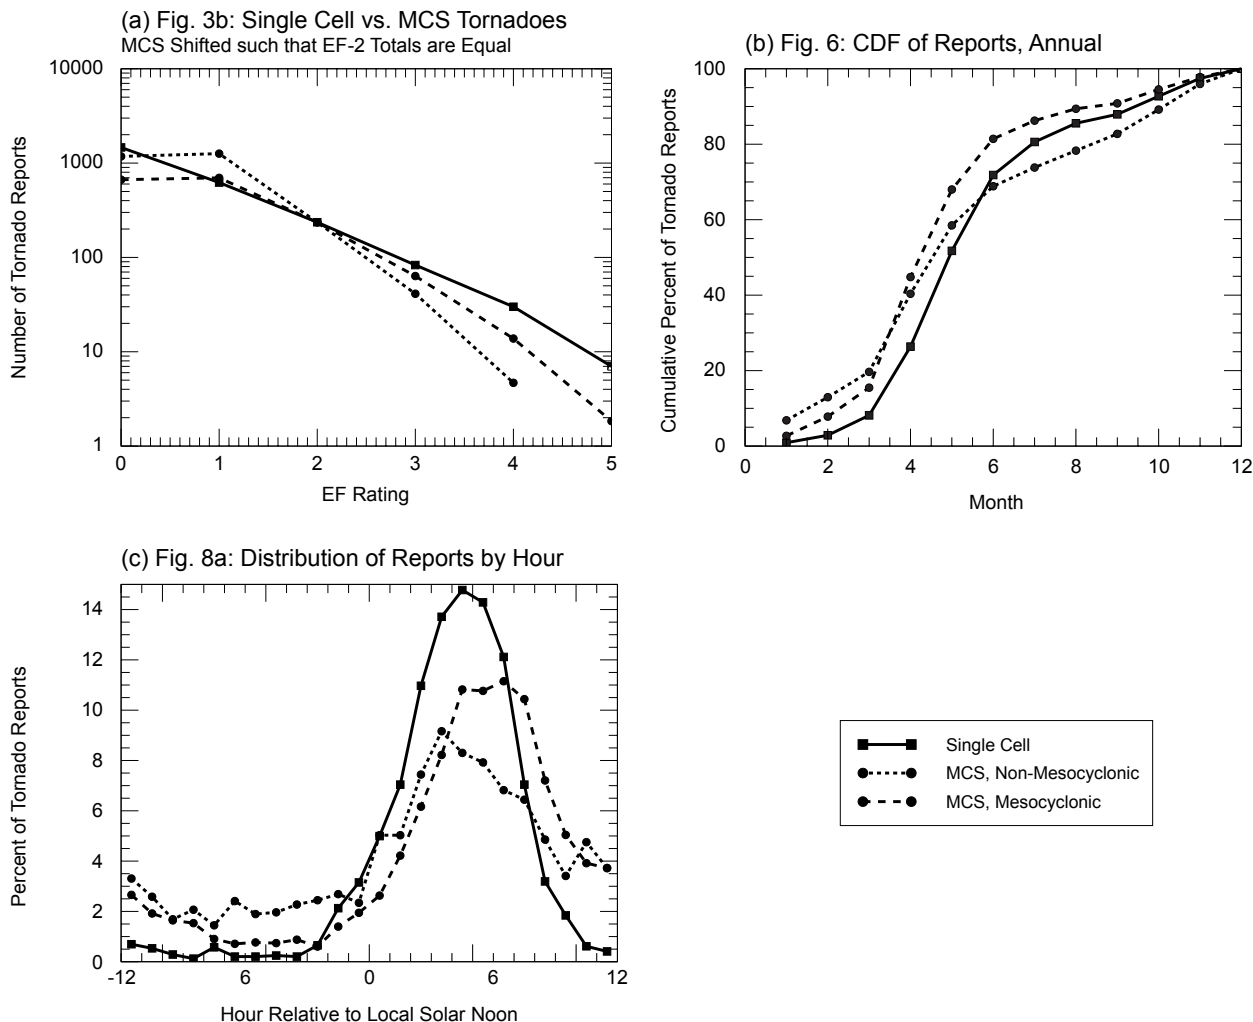 (a) Fig. 3b: Single Cell vs. MCS Tornadoes
MCS Shifted such that EF-2 Totals are Equal
10000
1000
100
10
1
Number of Tornado Reports
0 1 2 3 4 5
EF Rating
(b) Fig. 6: CDF of Reports, Annual
100
80
60
40
20
0
Cumulative Percent of Tornado Reports
0 2 4 6 8 10 12
Month
(c) Fig. 8a: Distribution of Reports by Hour
14
12
10
8
6
4
2
0
Percent of Tornado Reports
-12 6 0 6 12
Hour Relative to Local Solar Noon
Single Cell
MCS, Non-Mesocyclonic
MCS, Mesocyclonic